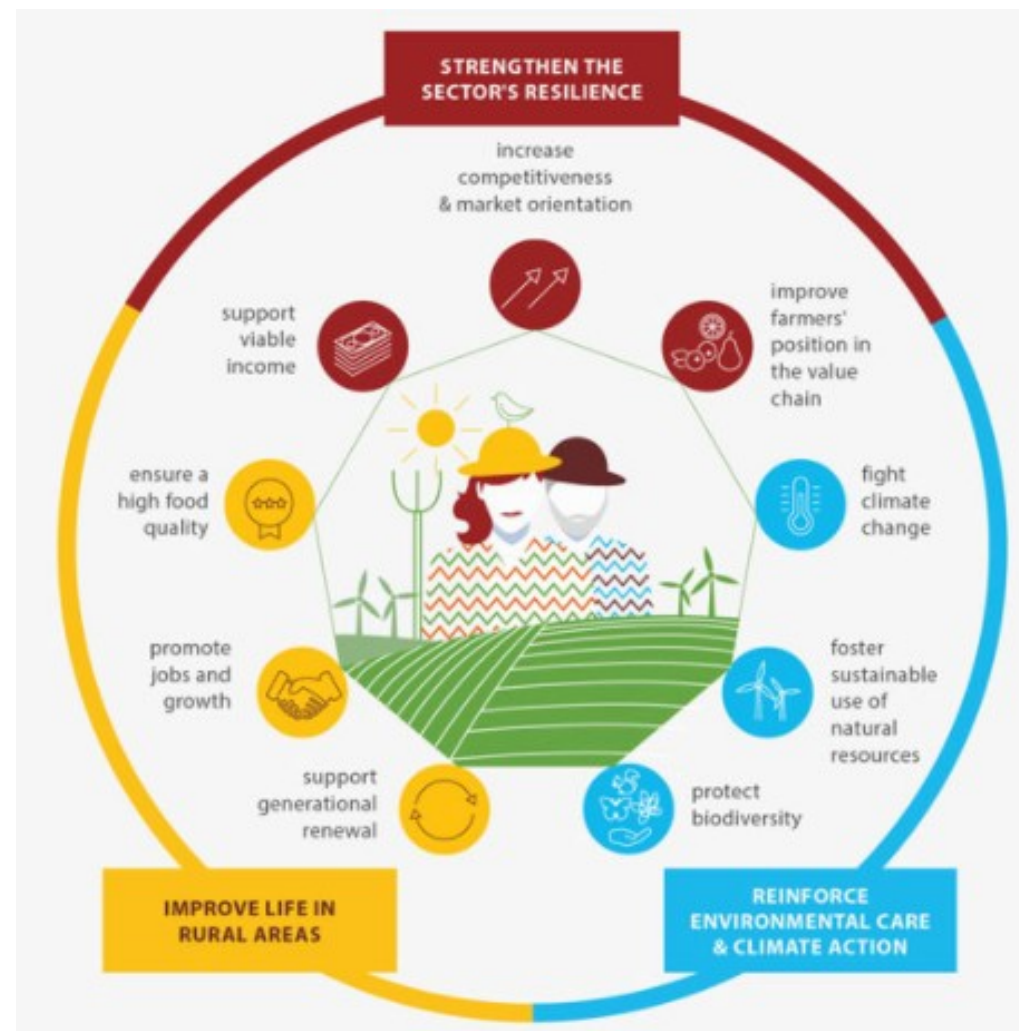 STRENGTHEN THE
SECTOR'S RESILIENCE
increase
competitiveness
& market orientation
support
viable
income
improve
farmers'
position in
the value
chain
ensure a
high food
quality
fight
climate
change
promote
jobs and
growth
foster
sustainable
use of
natural
resources
support
generational
renewal
protect
biodiversity
IMPROVE LIFE IN
RURAL AREAS
REINFORCE
ENVIRONMENTAL CARE
& CLIMATE ACTION